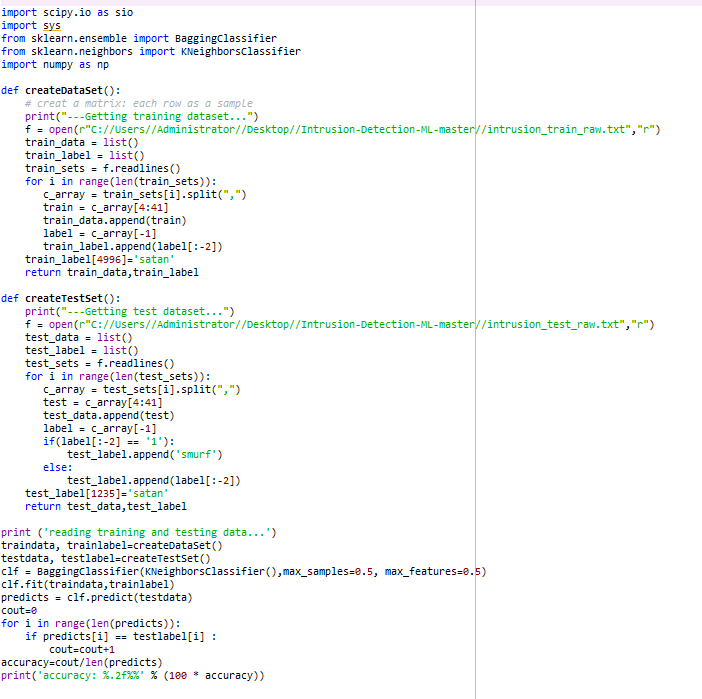 import scipy.io as sio
import sys
from sklearn.ensemble import BaggingClassifier
from sklearn.neighbors import KNeighborsClassifier
import numpy as np

def createDataSet():
    # creat a matrix: each row as a sample
    print("---Getting training dataset...")
    f = open(r"C://Users//Administrator//Desktop//Intrusion-Detection-ML-master//intrusion_train_raw.txt","r")
    train_data = list()
    train_label = list()
    train_sets = f.readlines()
    for i in range(len(train_sets)):
       c_array = train_sets[i].split(",")
       train = c_array[4:41]
       train_data.append(train)
       label = c_array[-1]
       train_label.append(label[:-2])
    train_label[4996]='satan'
    return train_data,train_label

def createTestSet():
    print("---Getting test dataset...")
    f = open(r"C://Users//Administrator//Desktop//Intrusion-Detection-ML-master//intrusion_test_raw.txt","r")
    test_data = list()
    test_label = list()
    test_sets = f.readlines()
    for i in range(len(test_sets)):
       c_array = test_sets[i].split(",")
       test = c_array[4:41]
       test_data.append(test)
       label = c_array[-1]
       if(label[:-2] == '1'):
           test_label.append('smurf')
       else:
           test_label.append(label[:-2])
    test_label[1235]='satan'
    return test_data,test_label

print ('reading training and testing data...')
traindata, trainlabel=createDataSet()
testdata, testlabel=createTestSet()
clf = BaggingClassifier(KNeighborsClassifier(),max_samples=0.5, max_features=0.5)
clf.fit(traindata,trainlabel)
predicts = clf.predict(testdata)
cout=0
for i in range(len(predicts)):
    if predicts[i] == testlabel[i] :
        cout=cout+1
accuracy=cout/len(predicts)
print('accuracy: %.2f%%' % (100 * accuracy))